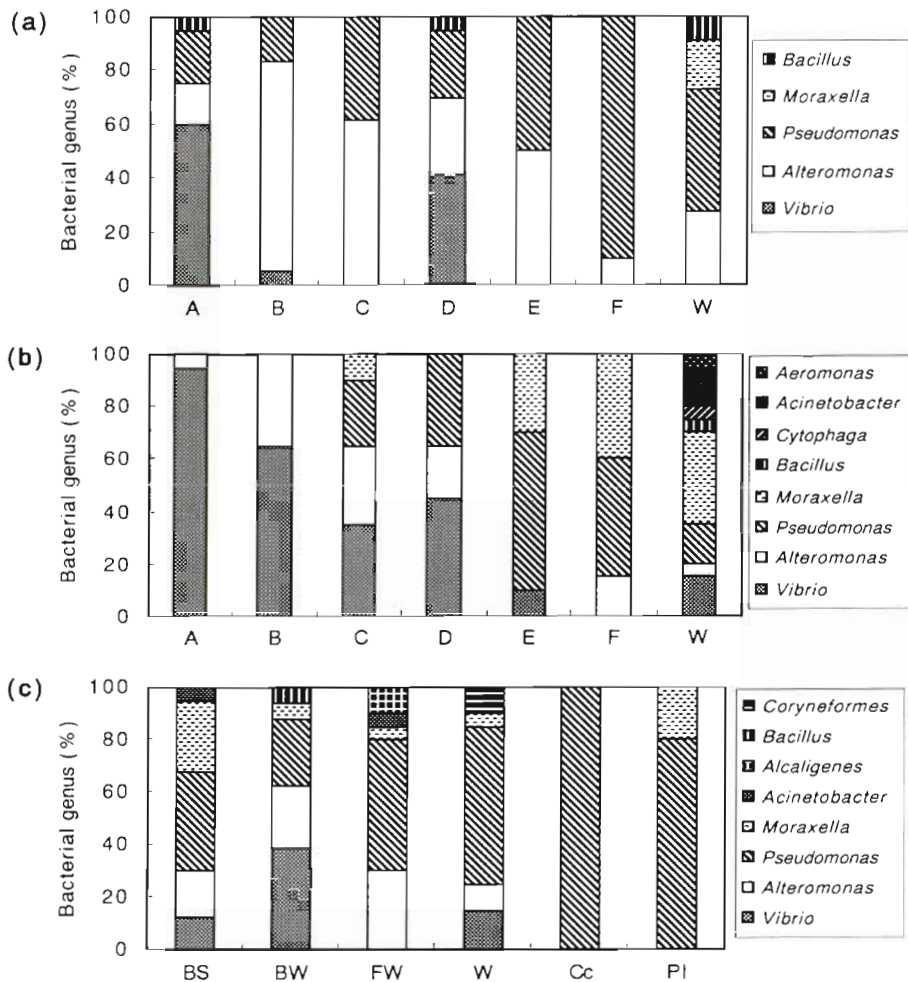 (a)
Bacterial genus (%)
100
80
60
40
20
0
A B C D E F W
Bacillus
Moraxella
Pseudomonas
Alteromonas
Vibrio
(b)
Bacterial genus (%)
100
80
60
40
20
0
A B C D E F W
Aeromonas
Acinetobacter
Cytophaga
Bacillus
Moraxella
Pseudomonas
Alteromonas
Vibrio
(c)
Bacterial genus (%)
100
80
60
40
20
0
BS BW FW W Cc Pl
Coryneformes
Bacillus
Alcaligenes
Acinetobacter
Moraxella
Pseudomonas
Alteromonas
Vibrio